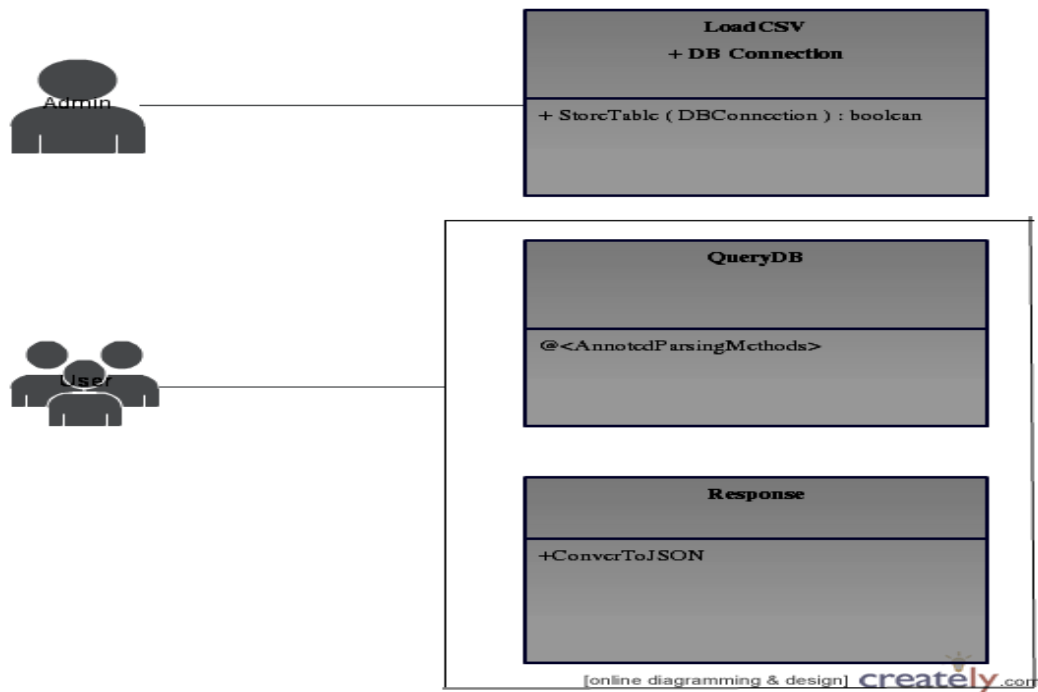 Admin
LoadCSV
+ DB Connection
+ StoreTable ( DBConnection ) : boolean
User
QueryDB
@<AnnotedParsingMethods>
Response
+ConverToJSON
[online diagramming & design] creately.com